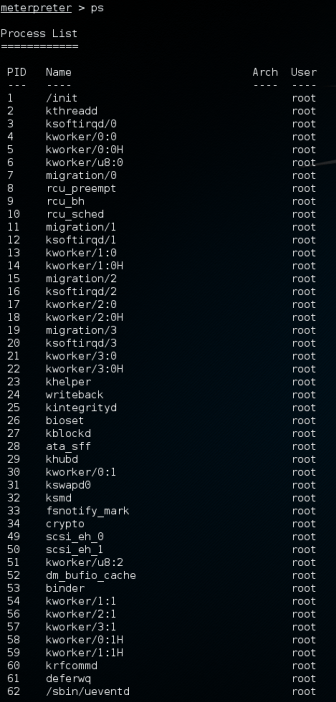 meterpreter > ps
Process List
============
PID Name Arch User
--- ---- ---- ----
1 /init root
2 kthreadd root
3 ksoftirqd/0 root
4 kworker/0:0 root
5 kworker/0:0H root
6 kworker/u8:0 root
7 migration/0 root
8 rcu_preempt root
9 rcu_bh root
10 rcu_sched root
11 migration/1 root
12 ksoftirqd/1 root
13 kworker/1:0 root
14 kworker/1:0H root
15 migration/2 root
16 ksoftirqd/2 root
17 kworker/2:0 root
18 kworker/2:0H root
19 migration/3 root
20 ksoftirqd/3 root
21 kworker/3:0 root
22 kworker/3:0H root
23 khelper root
24 writeback root
25 kintegrityd root
26 bioset root
27 kblockd root
28 ata_sff root
29 khubd root
30 kworker/0:1 root
31 kswapd0 root
32 ksmd root
33 fsnotify_mark root
34 crypto root
49 scsi_eh_0 root
50 scsi_eh_1 root
51 kworker/u8:2 root
52 dm_bufio_cache root
53 binder root
54 kworker/1:1 root
56 kworker/2:1 root
57 kworker/3:1 root
58 kworker/0:1H root
59 kworker/1:1H root
60 krfcommd root
61 deferwq root
62 /sbin/ueventd root